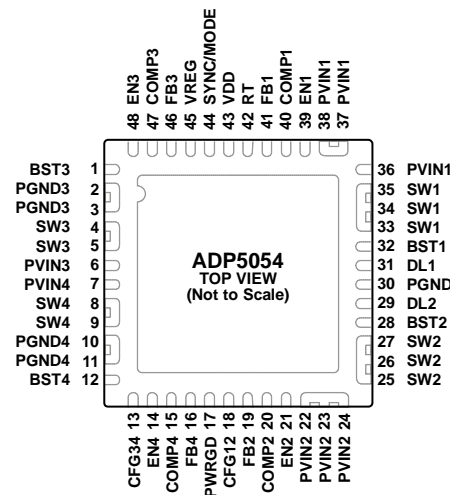 48 EN3
47 COMP3
46 FB3
45 VREG
44 SYNC/MODE
43 VDD
42 RT
41 FB1
40 COMP1
39 EN1
38 PVIN1
37 PVIN1
BST3 1
PGND3 2
PGND3 3
SW3 4
SW3 5
PVIN3 6
PVIN4 7
SW4 8
SW4 9
PGND4 10
PGND4 11
BST4 12
ADP5054
TOP VIEW
(Not to Scale)
36 PVIN1
35 SW1
34 SW1
33 SW1
32 BST1
31 DL1
30 PGND
29 DL2
28 BST2
27 SW2
26 SW2
25 SW2
CFG34 13
EN4 14
COMP4 15
FB4 16
PWRGD 17
CFG12 18
FB2 19
COMP2 20
EN2 21
PVIN2 22
PVIN2 23
PVIN2 24